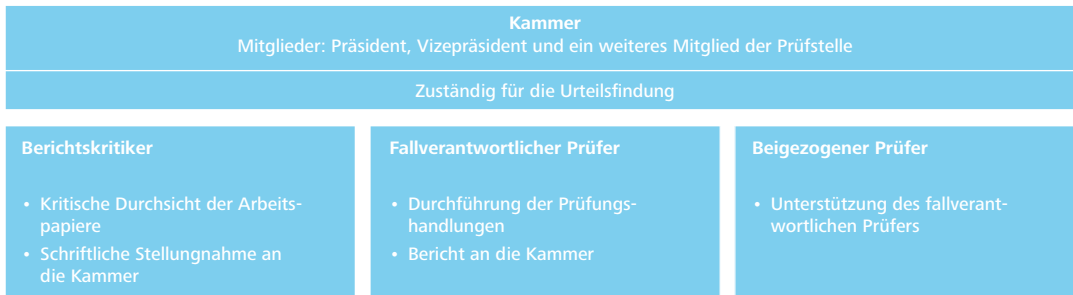 Kammer
Mitglieder: Präsident, Vizepräsident und ein weiteres Mitglied der Prüfstelle
Zuständig für die Urteilsfindung
Berichtskritiker
• Kritische Durchsicht der Arbeits-
papiere
• Schriftliche Stellungnahme an
die Kammer
Fallverantwortlicher Prüfer
• Durchführung der Prüfungs-
handlungen
• Bericht an die Kammer
Beigezogener Prüfer
• Unterstützung des fallverant-
wortlichen Prüfers